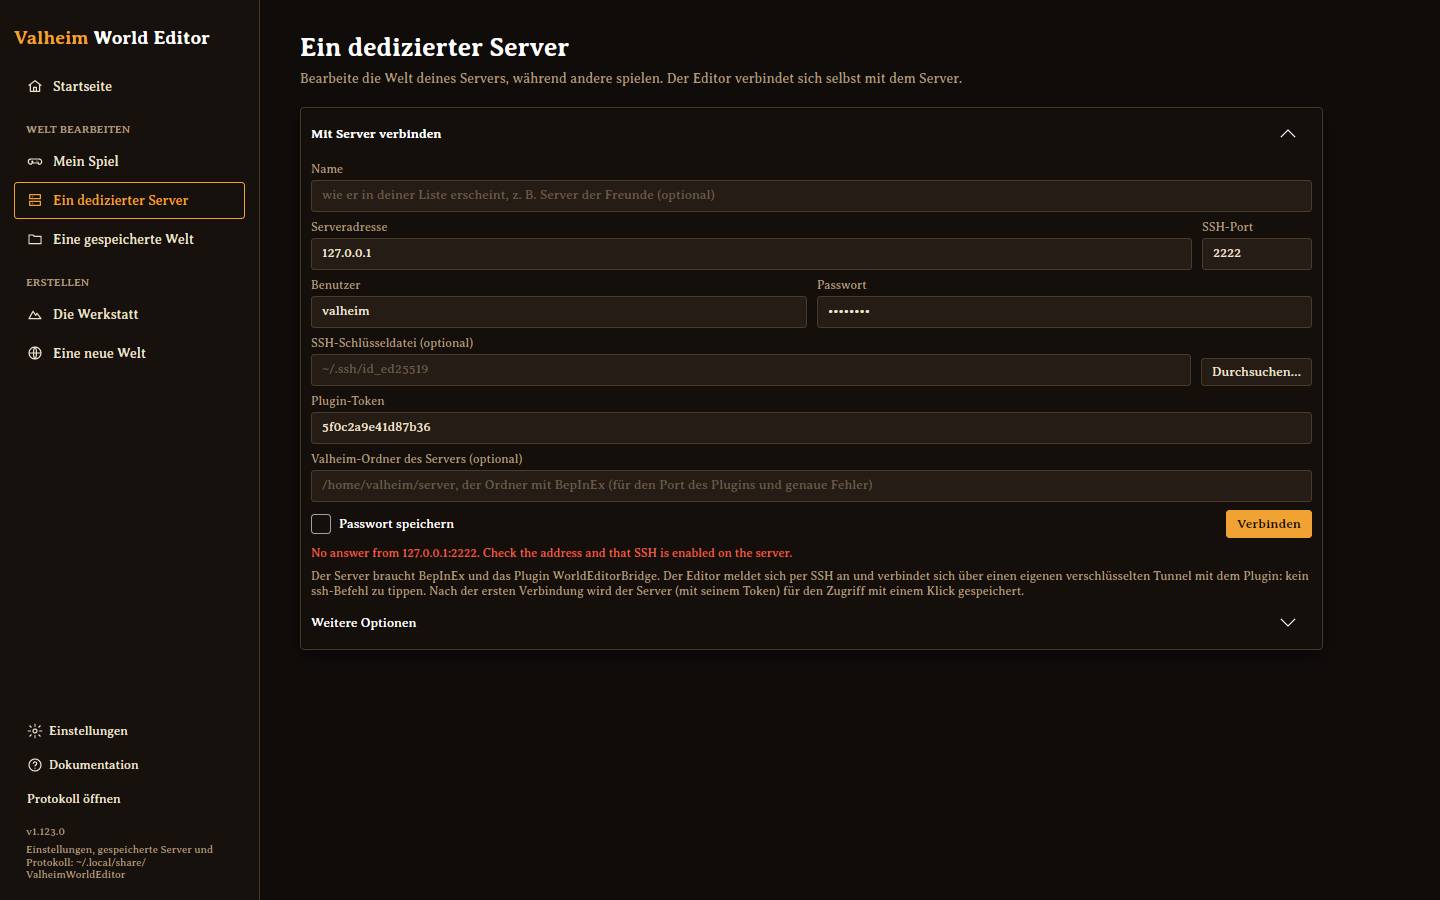 Valheim World Editor
Startseite
WELT BEARBEITEN
Mein Spiel
Ein dedizierter Server
Eine gespeicherte Welt
ERSTELLEN
Die Werkstatt
Eine neue Welt
Einstellungen
Dokumentation
Protokoll öffnen
v1.123.0
Einstellungen, gespeicherte Server und
Protokoll: ~/.local/share/
ValheimWorldEditor
Ein dedizierter Server
Bearbeite die Welt deines Servers, während andere spielen. Der Editor verbindet sich selbst mit dem Server.
Mit Server verbinden
Name
wie er in deiner Liste erscheint, z. B. Server der Freunde (optional)
Serveradresse SSH-Port
127.0.0.1 2222
Benutzer Passwort
valheim ••••••••
SSH-Schlüsseldatei (optional)
~/.ssh/id_ed25519 Durchsuchen...
Plugin-Token
5f0c2a9e41d87b36
Valheim-Ordner des Servers (optional)
/home/valheim/server, der Ordner mit BepInEx (für den Port des Plugins und genaue Fehler)
Passwort speichern Verbinden
No answer from 127.0.0.1:2222. Check the address and that SSH is enabled on the server.
Der Server braucht BepInEx und das Plugin WorldEditorBridge. Der Editor meldet sich per SSH an und verbindet sich über einen eigenen verschlüsselten Tunnel mit dem Plugin: kein
ssh-Befehl zu tippen. Nach der ersten Verbindung wird der Server (mit seinem Token) für den Zugriff mit einem Klick gespeichert.
Weitere Optionen